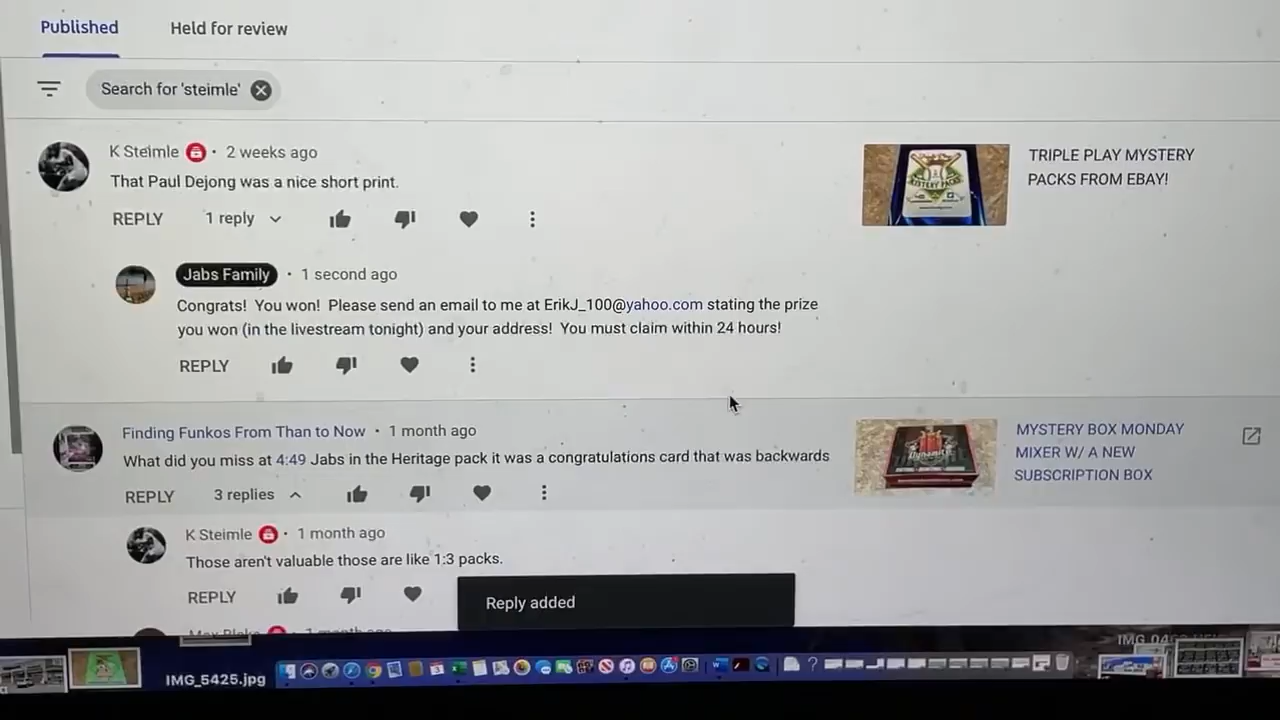 Published
Held for review
Search for 'steimle'
K Steimle · 2 weeks ago
That Paul Dejong was a nice short print.
REPLY 1 reply
TRIPLE PLAY MYSTERY
PACKS FROM EBAY!
MYSTERY PACKS
Jabs Family · 1 second ago
Congrats! You won! Please send an email to me at ErikJ_100@yahoo.com stating the prize
you won (in the livestream tonight) and your address! You must claim within 24 hours!
REPLY
Finding Funkos From Than to Now · 1 month ago
What did you miss at 4:49 Jabs in the Heritage pack it was a congratulations card that was backwards
REPLY 3 replies
MYSTERY BOX MONDAY
MIXER W/ A NEW
SUBSCRIPTION BOX
Dynamic
K Steimle · 1 month ago
Those aren't valuable those are like 1:3 packs.
REPLY
Reply added
1 month ago
IMG_5425.jpg